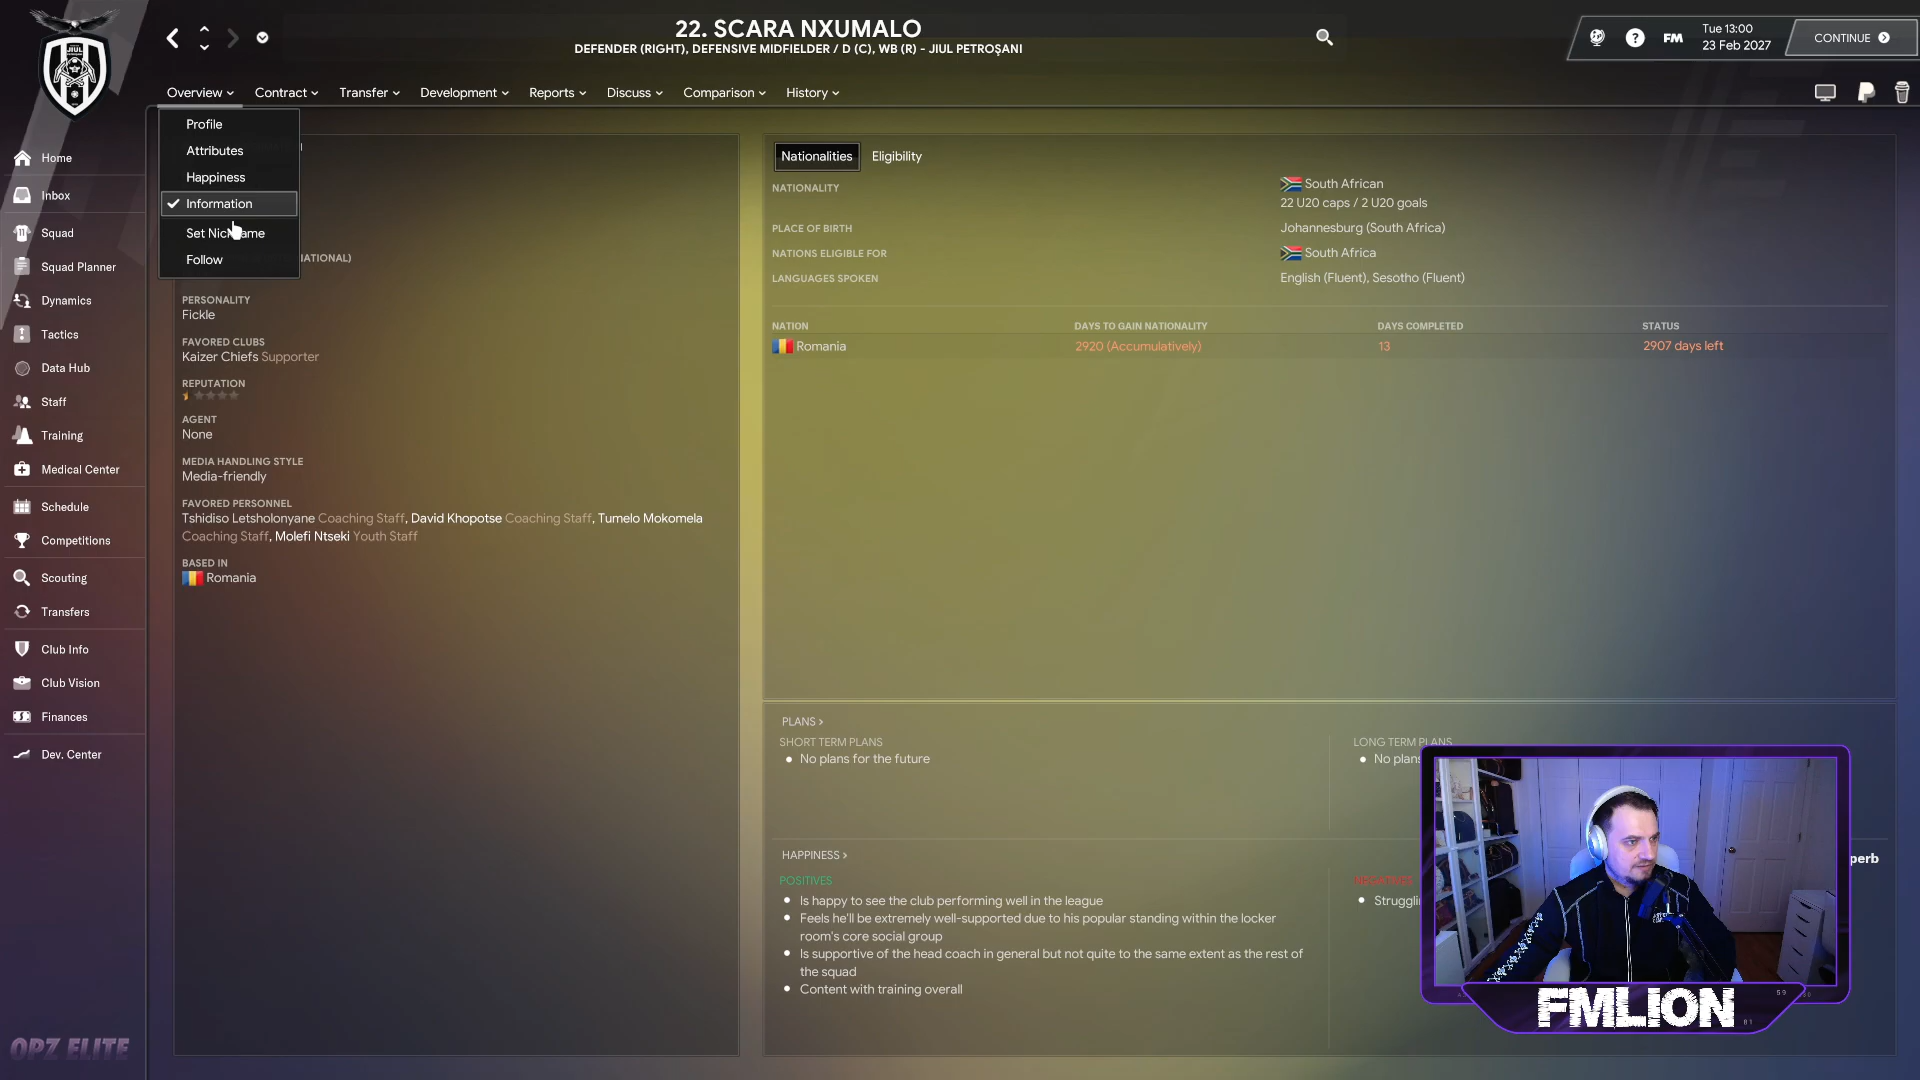 22. SCARA NXUMALO
DEFENDER (RIGHT), DEFENSIVE MIDFIELDER / D (C), WB (R) - JIUL PETROȘANI
FM
Tue 13:00
23 Feb 2027
CONTINUE
Overview
Contract
Transfer
Development
Reports
Discuss
Comparison
History
Profile
Attributes
Happiness
Information
Set Nickname
Follow
Home
Inbox
Squad
Squad Planner
Dynamics
Tactics
Data Hub
Staff
Training
Medical Center
Schedule
Competitions
Scouting
Transfers
Club Info
Club Vision
Finances
Dev. Center
OPZ ELITE
PERSONALITY
Fickle
FAVORED CLUBS
Kaizer Chiefs Supporter
REPUTATION
AGENT
None
MEDIA HANDLING STYLE
Media-friendly
FAVORED PERSONNEL
Tshidiso Letsholonyane Coaching Staff, David Khopotse Coaching Staff, Tumelo Mokomela
Coaching Staff, Molefi Ntseki Youth Staff
BASED IN
Romania
Nationalities Eligibility
NATIONALITY
South African
22 U20 caps / 2 U20 goals
PLACE OF BIRTH
Johannesburg (South Africa)
NATIONS ELIGIBLE FOR
South Africa
LANGUAGES SPOKEN
English (Fluent), Sesotho (Fluent)
NATION DAYS TO GAIN NATIONALITY DAYS COMPLETED STATUS
Romania 2920 (Accumulatively) 13 2907 days left
PLANS >
SHORT TERM PLANS
• No plans for the future
LONG TERM PLANS
• No plans
HAPPINESS >
POSITIVES
• Is happy to see the club performing well in the league
• Feels he'll be extremely well-supported due to his popular standing within the locker
room's core social group
• Is supportive of the head coach in general but not quite to the same extent as the rest of
the squad
• Content with training overall
NEGATIVES
FMLION